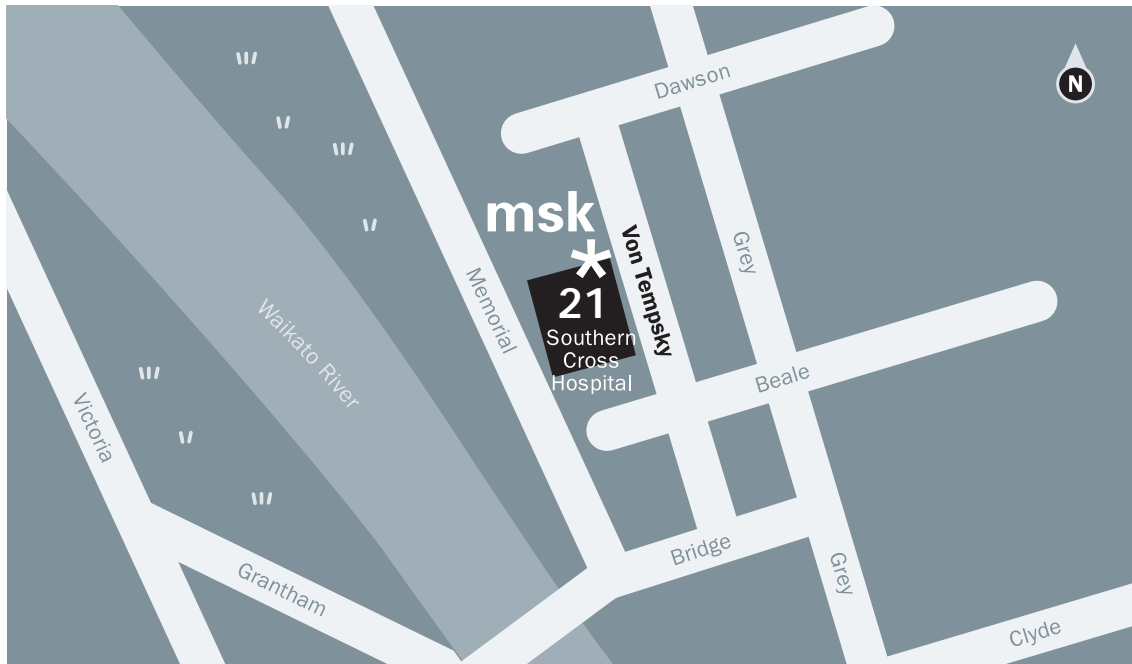 Dawson
N
msk
*
21
Southern
Cross
Hospital
Von Tempsky
Grey
Memorial
Waikato River
Beale
Victoria
Bridge
Grantham
Grey
Clyde